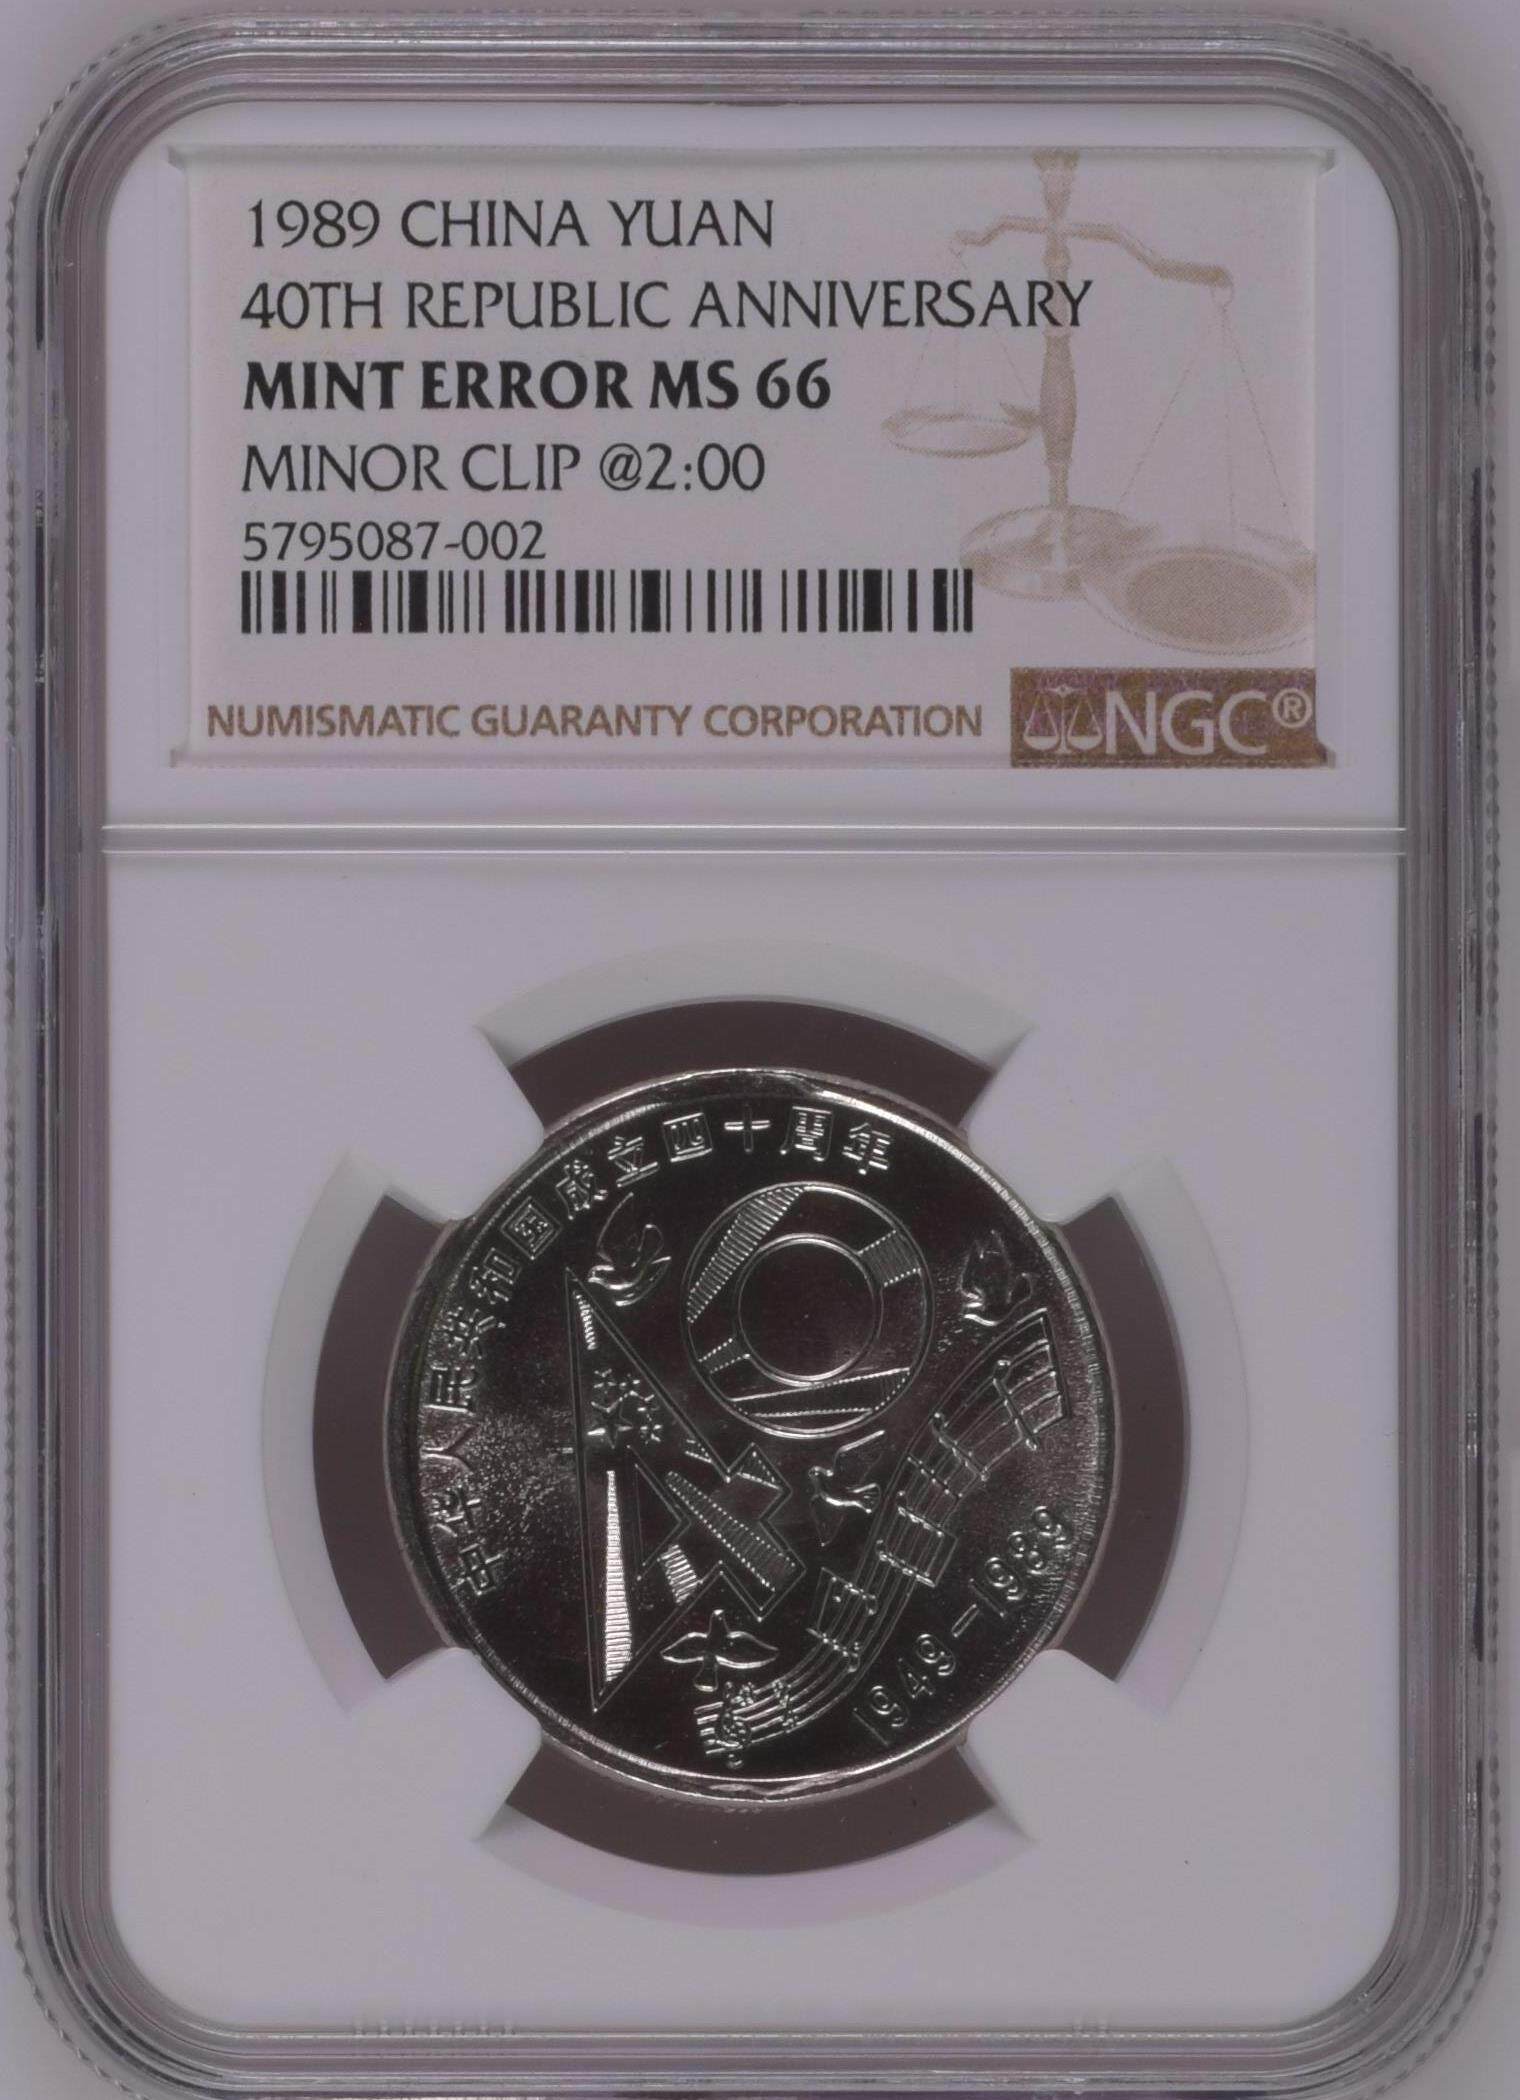 1989 CHINA YUAN
40TH REPUBLIC ANNIVERSARY
MINT ERROR MS 66
MINOR CLIP @2:00
5795087-002
NUMISMATIC GUARANTY CORPORATION
NGC®
中华人民共和国成立四十周年
1949-1989